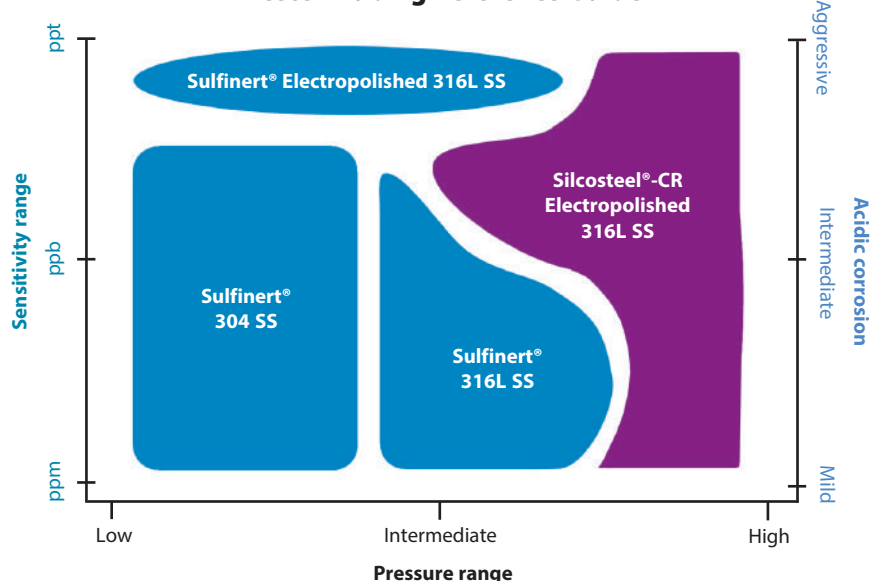 ppt
Aggressive
Sulfinert® Electropolished 316L SS
Silcosteel®-CR
Electropolished
316L SS
Sensitivity range
ppb
Intermediate
Acidic corrosion
Sulfinert®
304 SS
Sulfinert®
316L SS
ppm
Mild
Low
Intermediate
High
Pressure range